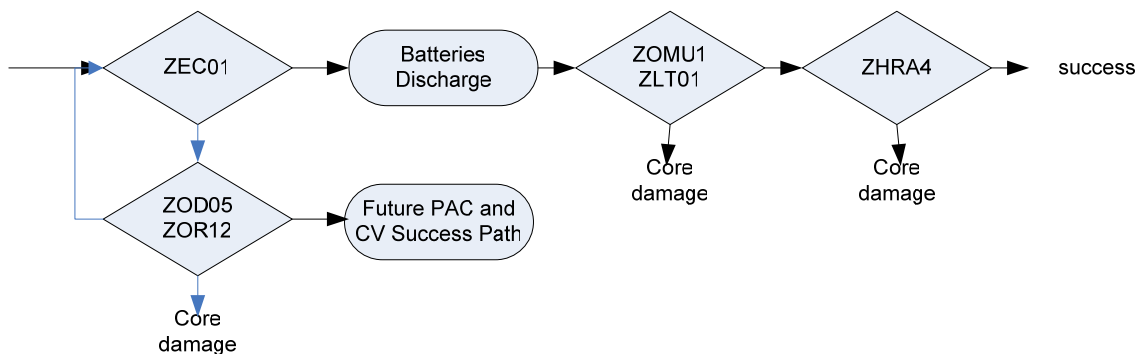 ZEC01
Batteries
Discharge
ZOMU1
ZLT01
ZHRA4
success
Core
damage
Core
damage
ZOD05
ZOR12
Future PAC and
CV Success Path
Core
damage